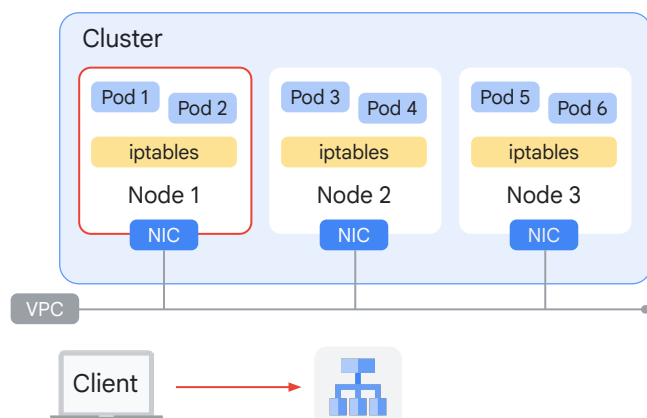 Cluster
Pod 1
Pod 2
Pod 3
Pod 4
Pod 5
Pod 6
iptables
iptables
iptables
Node 1
Node 2
Node 3
NIC
NIC
NIC
VPC
Client